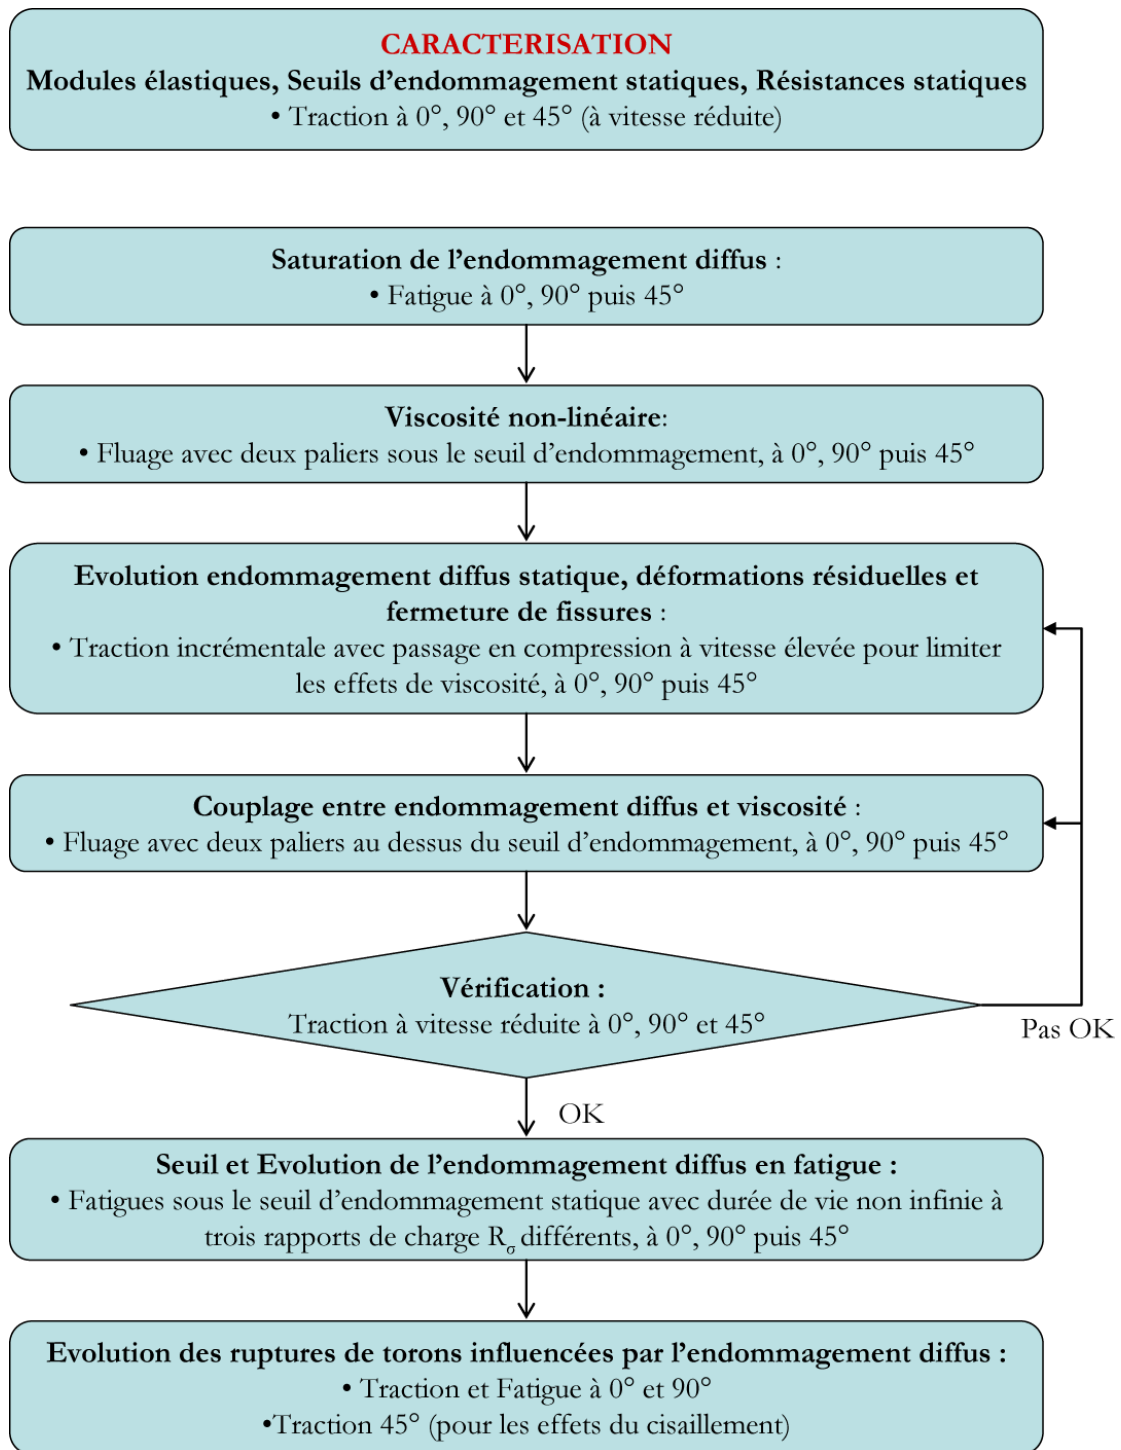 CARACTERISATION
Modules élastiques, Seuils d’endommagement statiques, Résistances statiques
• Traction à 0°, 90° et 45° (à vitesse réduite)
Saturation de l’endommagement diffus :
• Fatigue à 0°, 90° puis 45°
Viscosité non-linéaire:
• Fluage avec deux paliers sous le seuil d’endommagement, à 0°, 90° puis 45°
Evolution endommagement diffus statique, déformations résiduelles et
fermeture de fissures :
• Traction incrémentale avec passage en compression à vitesse élevée pour limiter
les effets de viscosité, à 0°, 90° puis 45°
Couplage entre endommagement diffus et viscosité :
• Fluage avec deux paliers au dessus du seuil d’endommagement, à 0°, 90° puis 45°
Vérification :
Traction à vitesse réduite à 0°, 90° et 45°
Pas OK
OK
Seuil et Evolution de l’endommagement diffus en fatigue :
• Fatigues sous le seuil d’endommagement statique avec durée de vie non infinie à
trois rapports de charge Rσ différents, à 0°, 90° puis 45°
Evolution des ruptures de torons influencées par l’endommagement diffus :
• Traction et Fatigue à 0° et 90°
•Traction 45° (pour les effets du cisaillement)